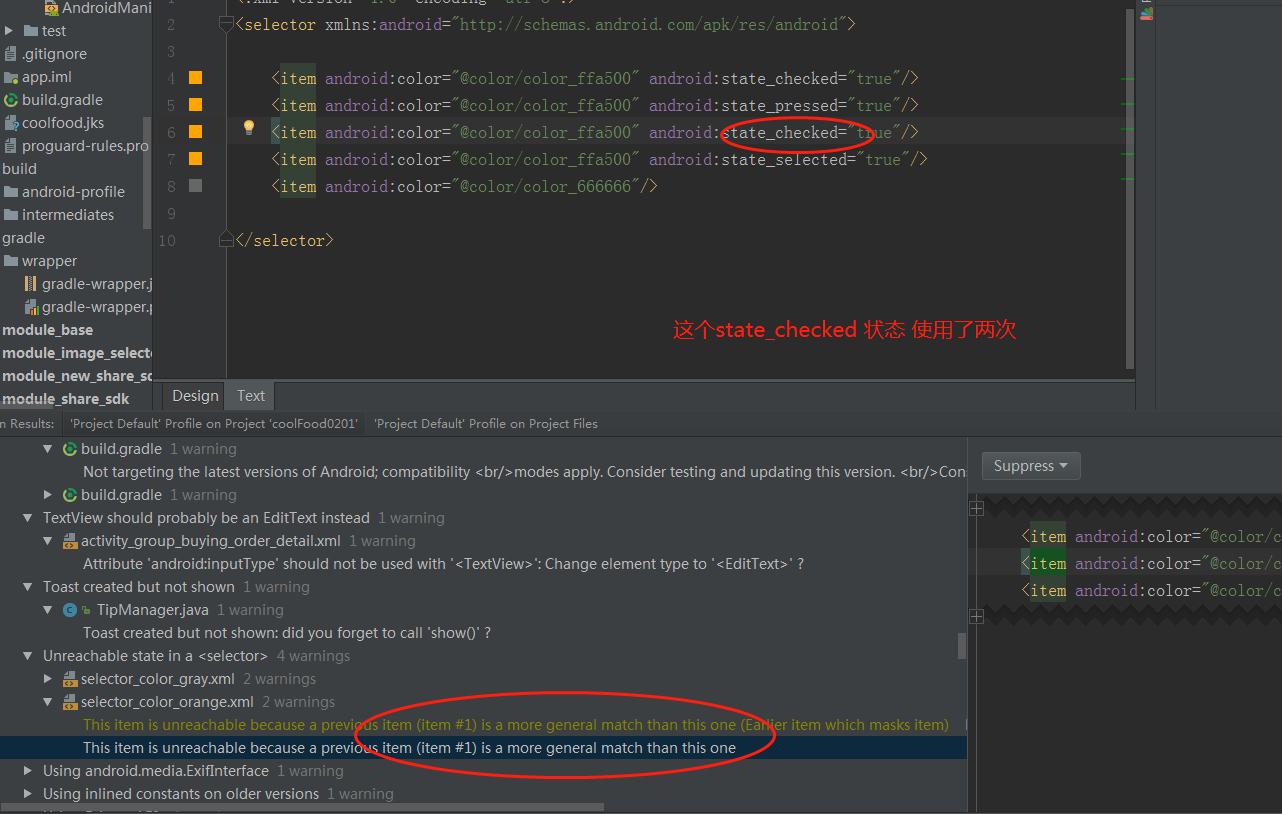 AndroidMani
test
.gitignore
app.iml
build.gradle
coolfood.jks
proguard-rules.pro
build
android-profile
intermediates
gradle
wrapper
gradle-wrapper.j
gradle-wrapper.p
module_base
module_image_selecto
module_new_share_sd
module_share_sdk
2 <selector xmlns:android="http://schemas.android.com/apk/res/android">
3
4 <item android:color="@color/color_ffa500" android:state_checked="true"/>
5 <item android:color="@color/color_ffa500" android:state_pressed="true"/>
6 <item android:color="@color/color_ffa500" android:state_checked="true"/>
7 <item android:color="@color/color_ffa500" android:state_selected="true"/>
8 <item android:color="@color/color_666666"/>
9
10 </selector>
这个state_checked 状态 使用了两次
Design Text
n Results: 'Project Default' Profile on Project 'coolFood0201' 'Project Default' Profile on Project Files
build.gradle 1 warning
Not targeting the latest versions of Android; compatibility <br/>modes apply. Consider testing and updating this version. <br/>Con
build.gradle 1 warning
TextView should probably be an EditText instead 1 warning
activity_group_buying_order_detail.xml 1 warning
Attribute 'android:inputType' should not be used with '<TextView>': Change element type to '<EditText>' ?
Toast created but not shown 1 warning
TipManager.java 1 warning
Toast created but not shown: did you forget to call 'show()' ?
Unreachable state in a <selector> 4 warnings
selector_color_gray.xml 2 warnings
selector_color_orange.xml 2 warnings
This item is unreachable because a previous item (item #1) is a more general match than this one (Earlier item which masks item)
This item is unreachable because a previous item (item #1) is a more general match than this one
Using android.media.ExifInterface 1 warning
Using inlined constants on older versions 1 warning
Suppress
<item android:color="@color/c
<item android:color="@color/c
<item android:color="@color/c